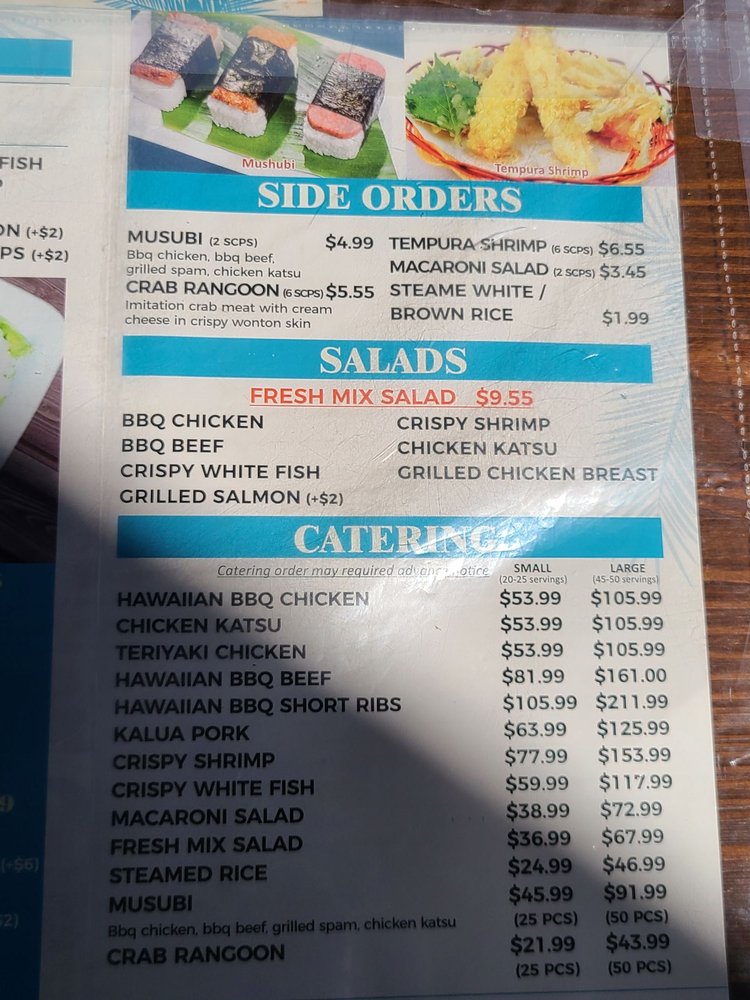 FISH
ON (+$2)
PS (+$2)
(+$6)
Mushubi
Tempura Shrimp
SIDE ORDERS
MUSUBI (2 SCPS) $4.99
Bbq chicken, bbq beef,
grilled spam, chicken katsu
CRAB RANGOON (6 SCPS) $5.55
Imitation crab meat with cream
cheese in crispy wonton skin
TEMPURA SHRIMP (6 SCPS) $6.55
MACARONI SALAD (2 SCPS) $3.45
STEAME WHITE /
BROWN RICE $1.99
SALADS
FRESH MIX SALAD $9.55
BBQ CHICKEN
BBQ BEEF
CRISPY WHITE FISH
GRILLED SALMON (+$2)
CRISPY SHRIMP
CHICKEN KATSU
GRILLED CHICKEN BREAST
CATERING
Catering order may required advance notice
SMALL LARGE
(20-25 servings) (45-50 servings)
HAWAIIAN BBQ CHICKEN $53.99 $105.99
CHICKEN KATSU $53.99 $105.99
TERIYAKI CHICKEN $53.99 $105.99
HAWAIIAN BBQ BEEF $81.99 $161.00
HAWAIIAN BBQ SHORT RIBS $105.99 $211.99
KALUA PORK $63.99 $125.99
CRISPY SHRIMP $77.99 $153.99
CRISPY WHITE FISH $59.99 $117.99
MACARONI SALAD $38.99 $72.99
FRESH MIX SALAD $36.99 $67.99
STEAMED RICE $24.99 $46.99
MUSUBI $45.99 $91.99
Bbq chicken, bbq beef, grilled spam, chicken katsu (25 PCS) (50 PCS)
CRAB RANGOON $21.99 $43.99
(25 PCS) (50 PCS)